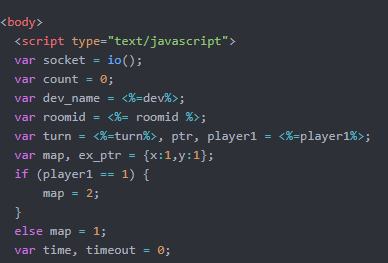 <body>
<script type="text/javascript">
var socket = io();
var count = 0;
var dev_name = <%=dev%>;
var roomid = <%= roomid %>;
var turn = <%=turn%>, ptr, player1 = <%=player1%>;
var map, ex_ptr = {x:1,y:1};
if (player1 == 1) {
map = 2;
}
else map = 1;
var time, timeout = 0;